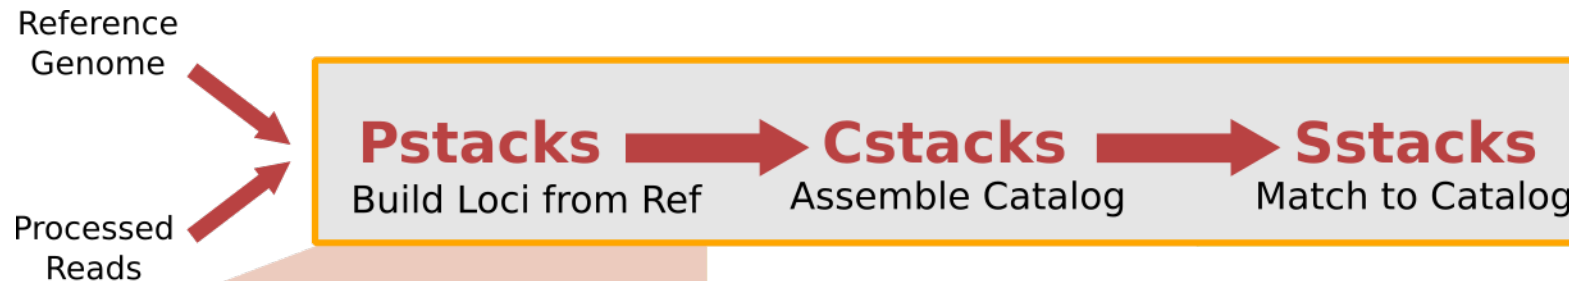 Reference
Genome
Processed
Reads
Pstacks
Build Loci from Ref
Cstacks
Assemble Catalog
Sstacks
Match to Catalog